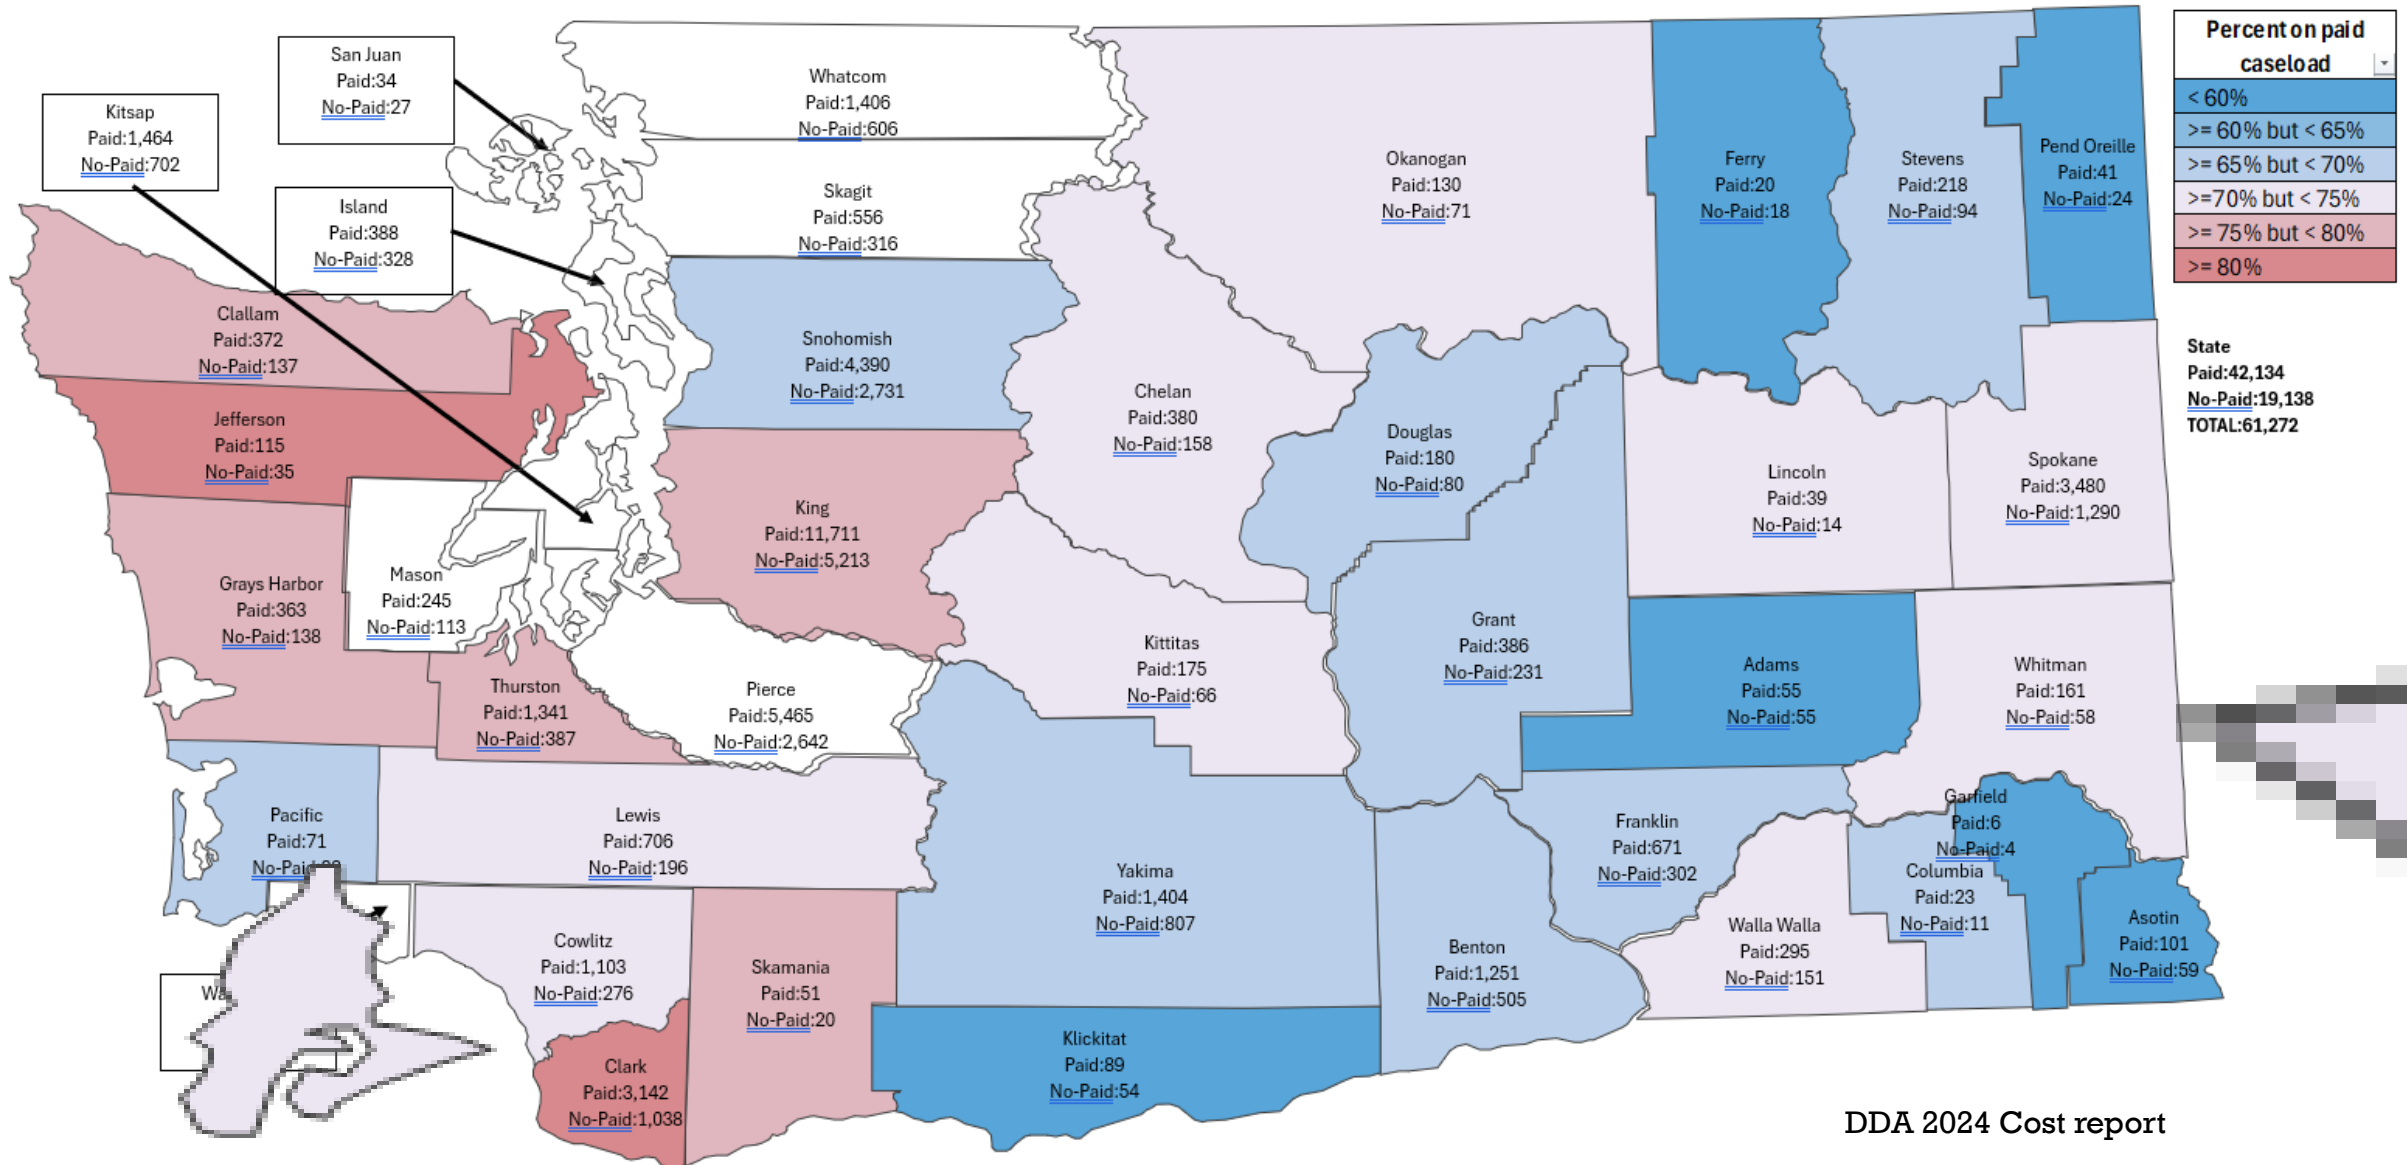 San Juan
Paid:34
No-Paid:27
Kitsap
Paid:1,464
No-Paid:702
Island
Paid:388
No-Paid:328
Whatcom
Paid:1,406
No-Paid:606
Skagit
Paid:556
No-Paid:316
Okanogan
Paid:130
No-Paid:71
Ferry
Paid:20
No-Paid:18
Stevens
Paid:218
No-Paid:94
Pend Oreille
Paid:41
No-Paid:24
Percent on paid
caseload
< 60%
>= 60% but < 65%
>= 65% but < 70%
>=70% but < 75%
>= 75% but < 80%
>= 80%
State
Paid:42,134
No-Paid:19,138
TOTAL:61,272
Clallam
Paid:372
No-Paid:137
Jefferson
Paid:115
No-Paid:35
Snohomish
Paid:4,390
No-Paid:2,731
Chelan
Paid:380
No-Paid:158
Douglas
Paid:180
No-Paid:80
Lincoln
Paid:39
No-Paid:14
Spokane
Paid:3,480
No-Paid:1,290
King
Paid:11,711
No-Paid:5,213
Grays Harbor
Paid:363
No-Paid:138
Mason
Paid:245
No-Paid:113
Thurston
Paid:1,341
No-Paid:387
Pierce
Paid:5,465
No-Paid:2,642
Kittitas
Paid:175
No-Paid:66
Grant
Paid:386
No-Paid:231
Adams
Paid:55
No-Paid:55
Whitman
Paid:161
No-Paid:58
Pacific
Paid:71
No-Paid:
Lewis
Paid:706
No-Paid:196
Yakima
Paid:1,404
No-Paid:807
Franklin
Paid:671
No-Paid:302
Garfield
Paid:6
No-Paid:4
Columbia
Paid:23
No-Paid:11
Asotin
Paid:101
No-Paid:59
Walla Walla
Paid:295
No-Paid:151
Benton
Paid:1,251
No-Paid:505
Cowlitz
Paid:1,103
No-Paid:276
Skamania
Paid:51
No-Paid:20
Klickitat
Paid:89
No-Paid:54
Clark
Paid:3,142
No-Paid:1,038
DDA 2024 Cost report